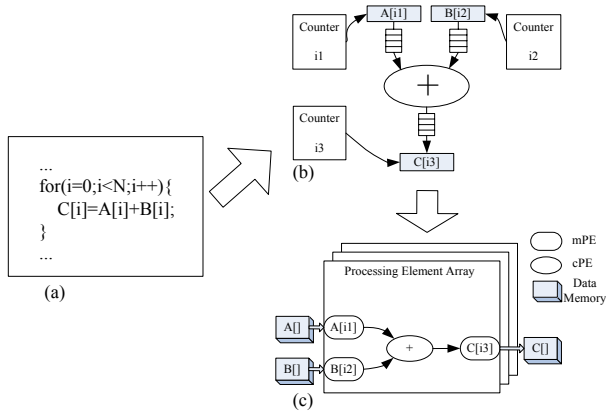 ...
for(i=0;i<N;i++){
C[i]=A[i]+B[i];
}
...
(a)
Counter
i1
A[i1]
B[i2]
Counter
i2
+
Counter
i3
C[i3]
(b)
Processing Element Array
A[]
A[i1]
B[]
B[i2]
+
C[i3]
C[]
mPE
cPE
Data
Memory
(c)